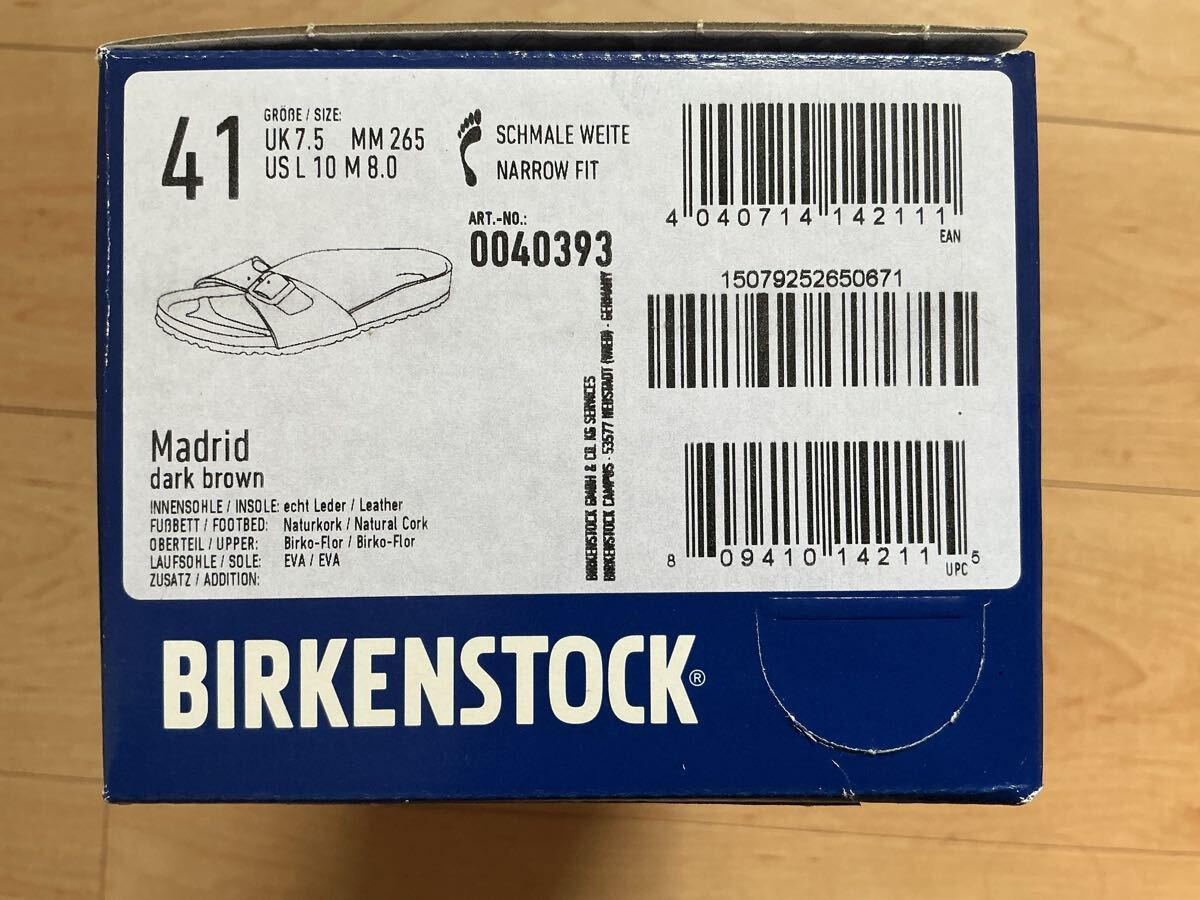 41
GRÖßE / SIZE:
UK 7.5 MM 265
US L 10 M 8.0
SCHMALE WEITE
NARROW FIT
ART.-NO.:
0040393
4 040714 142111
EAN
15079252650671
8 09410 14211 5
UPC
BIRKENSTOCK GMBH & CO. KG SERVICES
BIRKENSTOCK CAMPUS - 53577 NEUSTADT (WIED) - GERMANY
Madrid
dark brown
INNENSOHLE / INSOLE: echt Leder / Leather
FUßBETT / FOOTBED: Naturkork / Natural Cork
OBERTEIL / UPPER: Birko-Flor / Birko-Flor
LAUFSOHLE / SOLE: EVA / EVA
ZUSATZ / ADDITION:
BIRKENSTOCK®